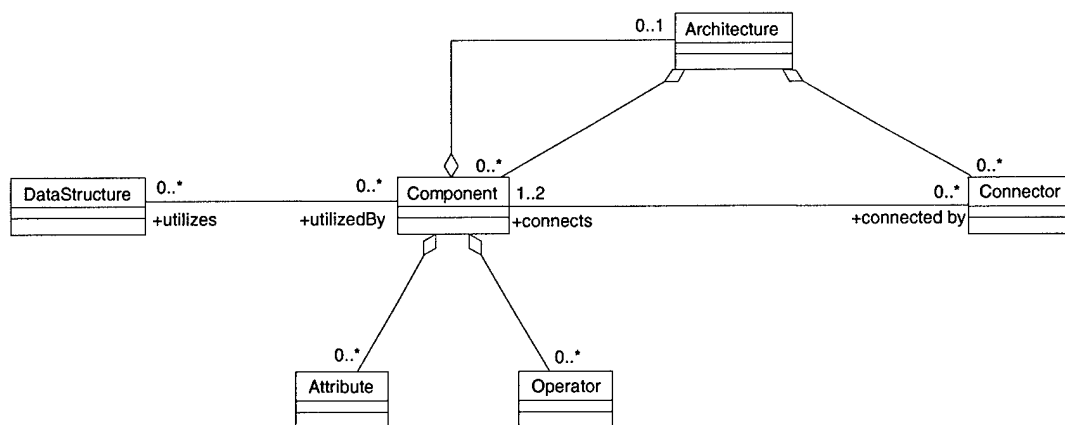 0..1
Architecture
0..*
0..*
DataStructure
0..*
0..*
Component
1..2
0..*
Connector
+utilizes
+utilizedBy
+connects
+connected by
0..*
0..*
Attribute
Operator